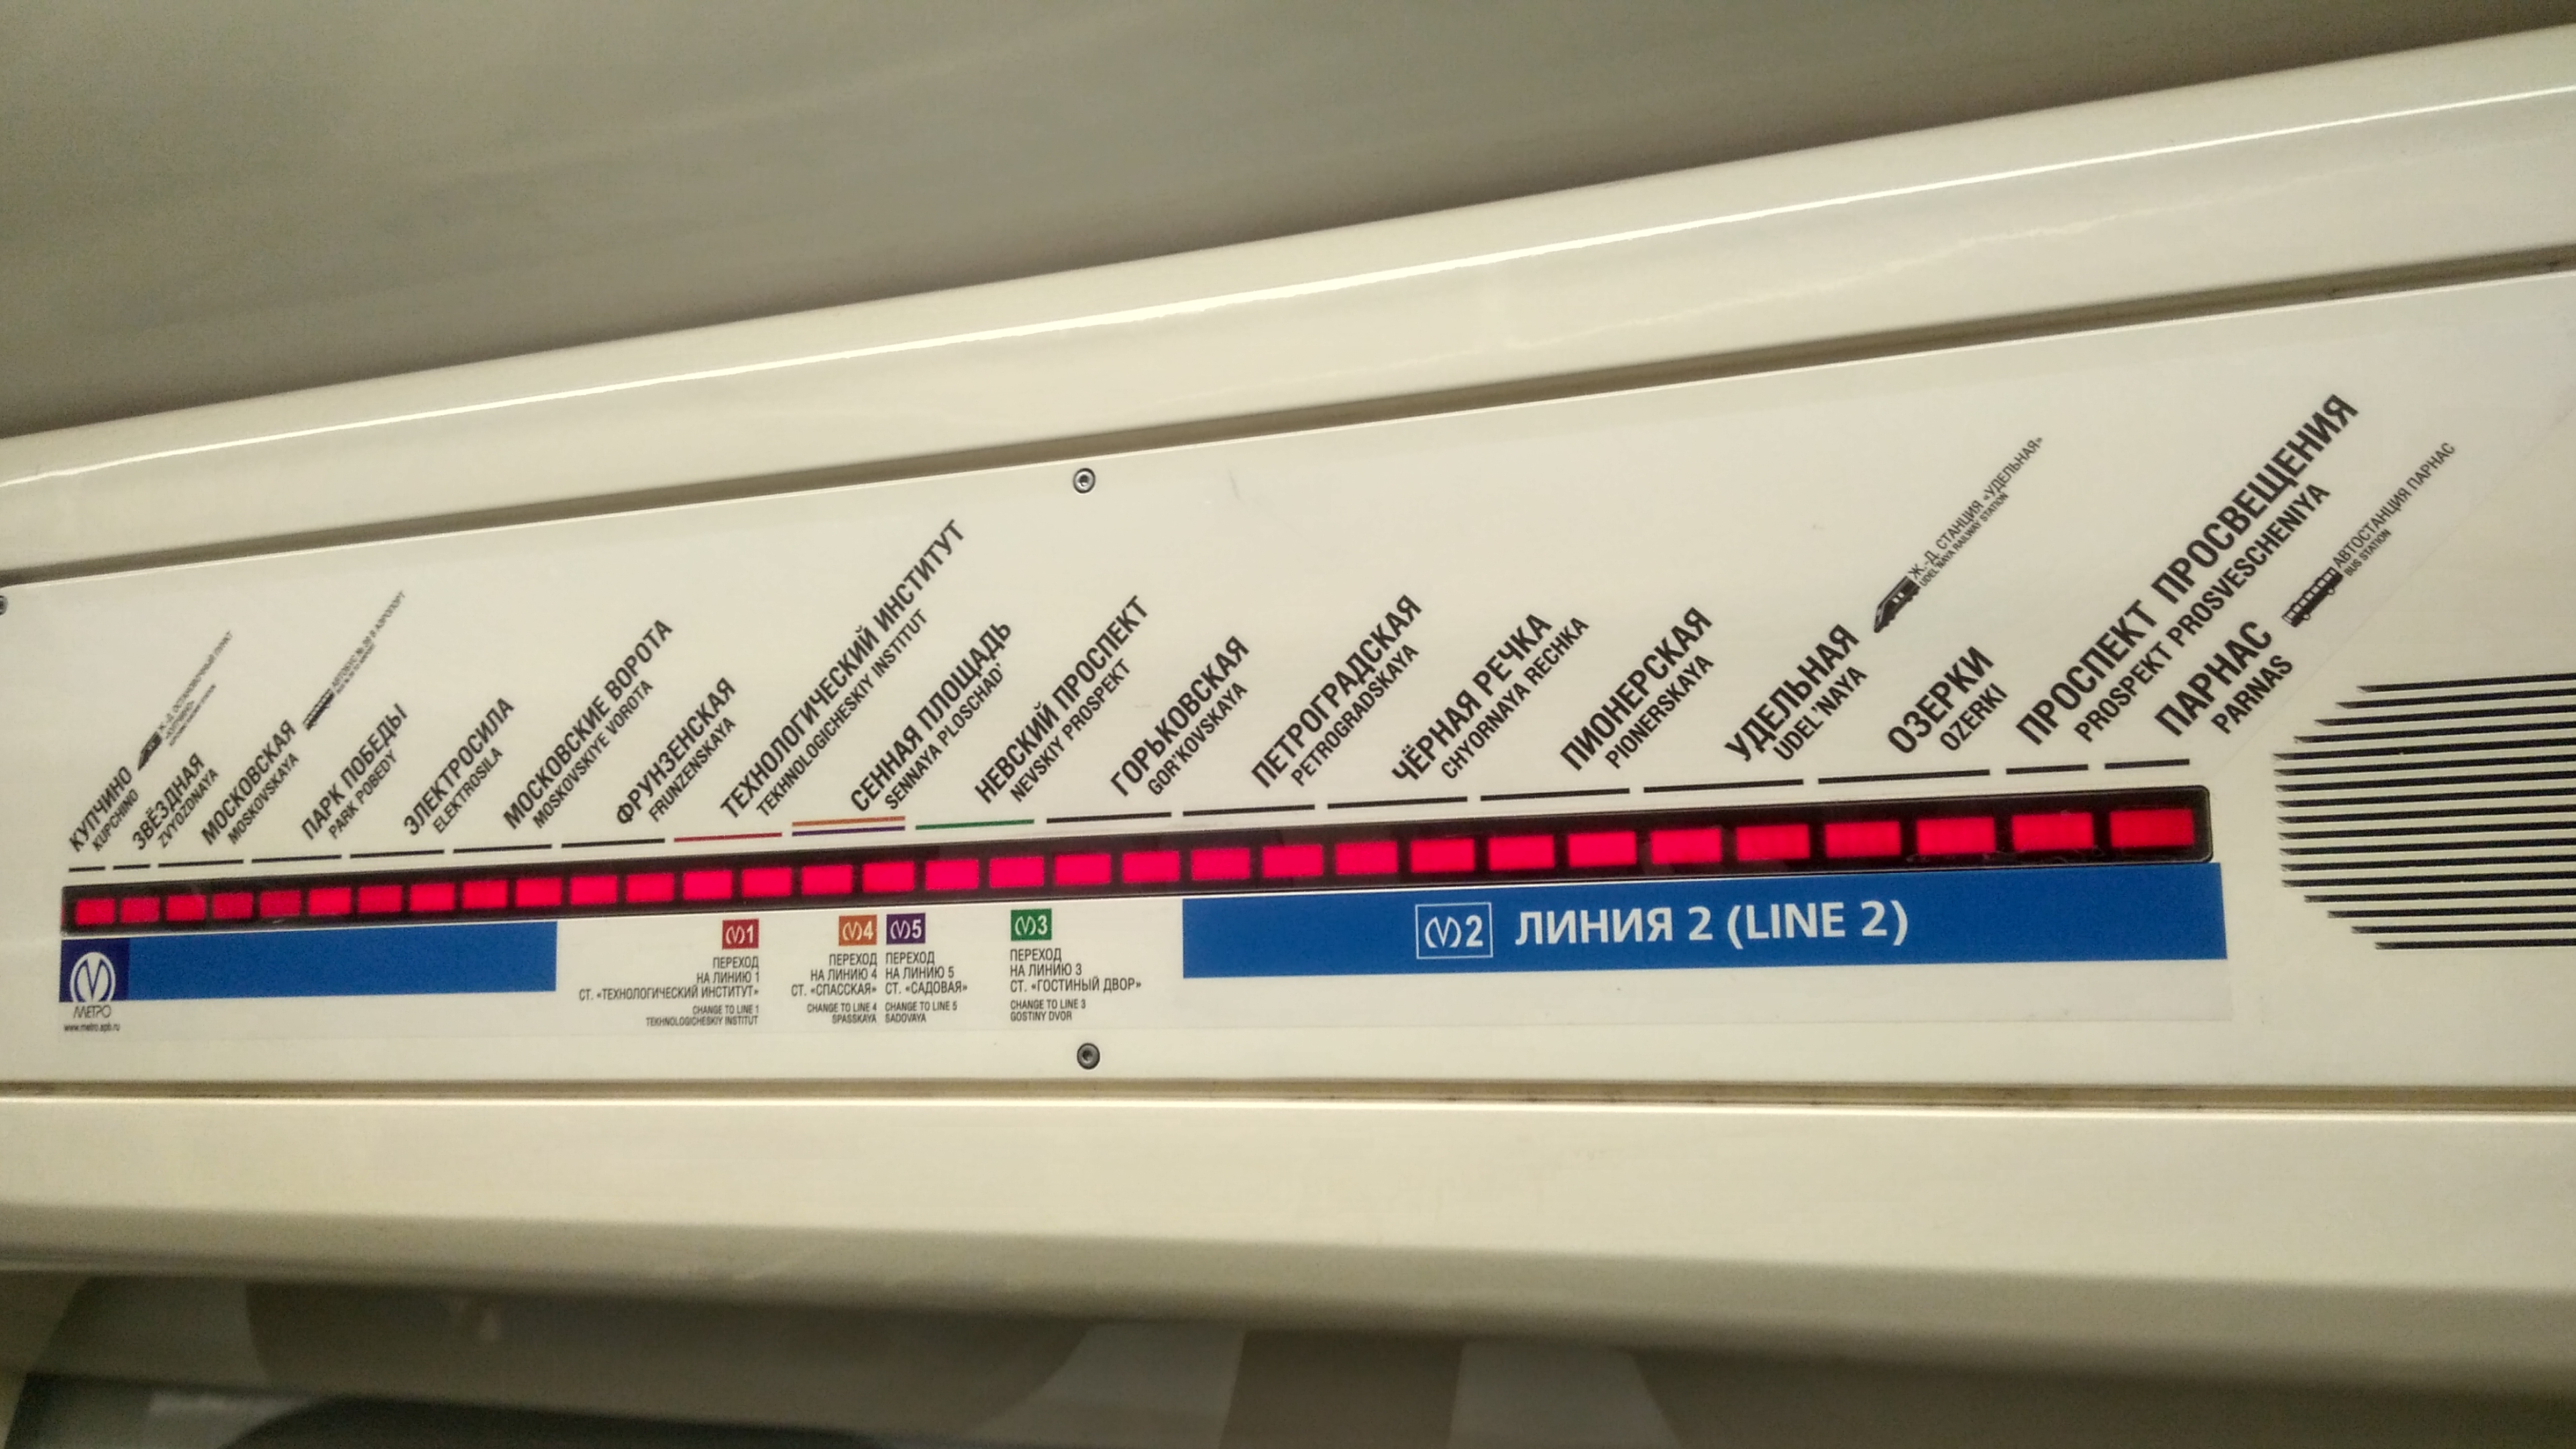 КУПЧИНО
KUPCHINO
ЗВЁЗДНАЯ
ZVYOZDNAYA
МОСКОВСКАЯ
MOSKOVSKAYA
ПАРК ПОБЕДЫ
PARK POBEDY
ЭЛЕКТРОСИЛА
ELEKTROSILA
МОСКОВСКИЕ ВОРОТА
MOSKOVSKIYE VOROTA
ФРУНЗЕНСКАЯ
FRUNZENSKAYA
ТЕХНОЛОГИЧЕСКИЙ ИНСТИТУТ
TEKHNOLOGICHESKIY INSTITUT
СЕННАЯ ПЛОЩАДЬ
SENNAYA PLOSCHAD'
НЕВСКИЙ ПРОСПЕКТ
NEVSKIY PROSPEKT
ГОРЬКОВСКАЯ
GOR'KOVSKAYA
ПЕТРОГРАДСКАЯ
PETROGRADSKAYA
ЧЁРНАЯ РЕЧКА
CHYORNAYA RECHKA
ПИОНЕРСКАЯ
PIONERSKAYA
УДЕЛЬНАЯ
UDEL'NAYA
Ж.-Д. СТАНЦИЯ «УДЕЛЬНАЯ»
UDEL'NAYA RAILWAY STATION
ОЗЕРКИ
OZERKI
ПРОСПЕКТ ПРОСВЕЩЕНИЯ
PROSPEKT PROSVESCHENIYA
ПАРНАС
PARNAS
АВТОСТАНЦИЯ ПАРНАС
BUS STATION
МЕТРО
www.metro.spb.ru
1
ПЕРЕХОД
НА ЛИНИЮ 1
СТ. «ТЕХНОЛОГИЧЕСКИЙ ИНСТИТУТ»
CHANGE TO LINE 1
TEKHNOLOGICHESKIY INSTITUT
4
ПЕРЕХОД
НА ЛИНИЮ 4
СТ. «СПАССКАЯ»
CHANGE TO LINE 4
SPASSKAYA
5
ПЕРЕХОД
НА ЛИНИЮ 5
СТ. «САДОВАЯ»
CHANGE TO LINE 5
SADOVAYA
3
ПЕРЕХОД
НА ЛИНИЮ 3
СТ. «ГОСТИНЫЙ ДВОР»
CHANGE TO LINE 3
GOSTINY DVOR
2 ЛИНИЯ 2 (LINE 2)